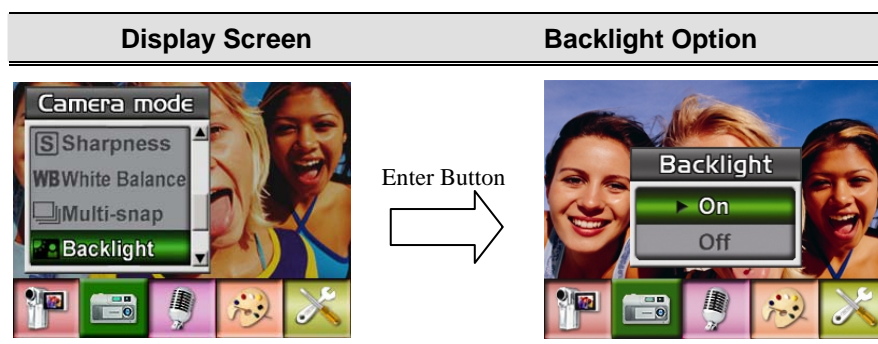 Display Screen Backlight Option
Camera mode
S Sharpness
WB White Balance
Multi-snap
Backlight
Enter Button
Backlight
On
Off